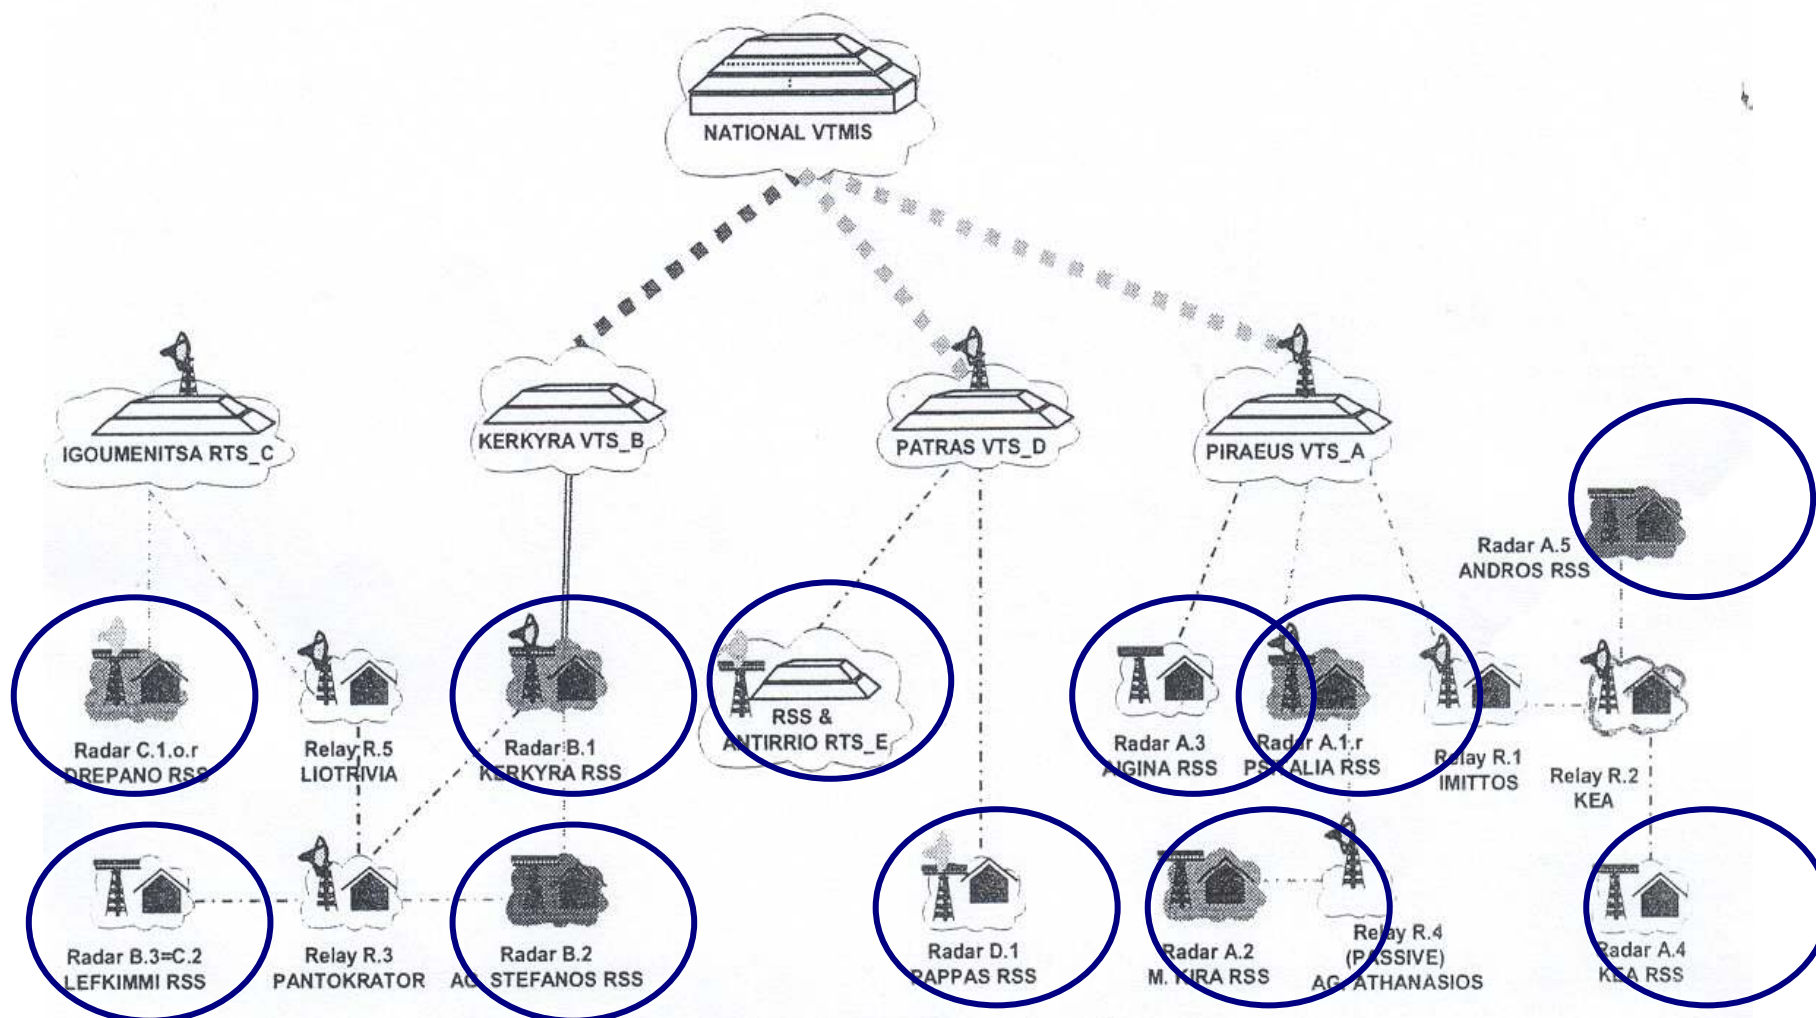 NATIONAL VTMIS
IGOUMENITSA RTS_C
KERKYRA VTS_B
PATRAS VTS_D
PIRAEUS VTS_A
Radar A.5
ANDROS RSS
Radar C.1.o.r
DREPANO RSS
Relay R.5
LIOTRIVIA
Radar B.1
KERKYRA RSS
RSS &
ANTIRRIO RTS_E
Radar A.3
AIGINA RSS
Radar A.1.r
RSS
Relay R.1
IMITTOS
Relay R.2
KEA
Radar B.3=C.2
LEFKIMMI RSS
Relay R.3
PANTOKRATOR
Radar B.2
AG. STEFANOS RSS
Radar D.1
PAPPAS RSS
Radar A.2
M. KIRA RSS
Relay R.4
(PASSIVE)
AG. ATHANASIOS
Radar A.4
KEA RSS